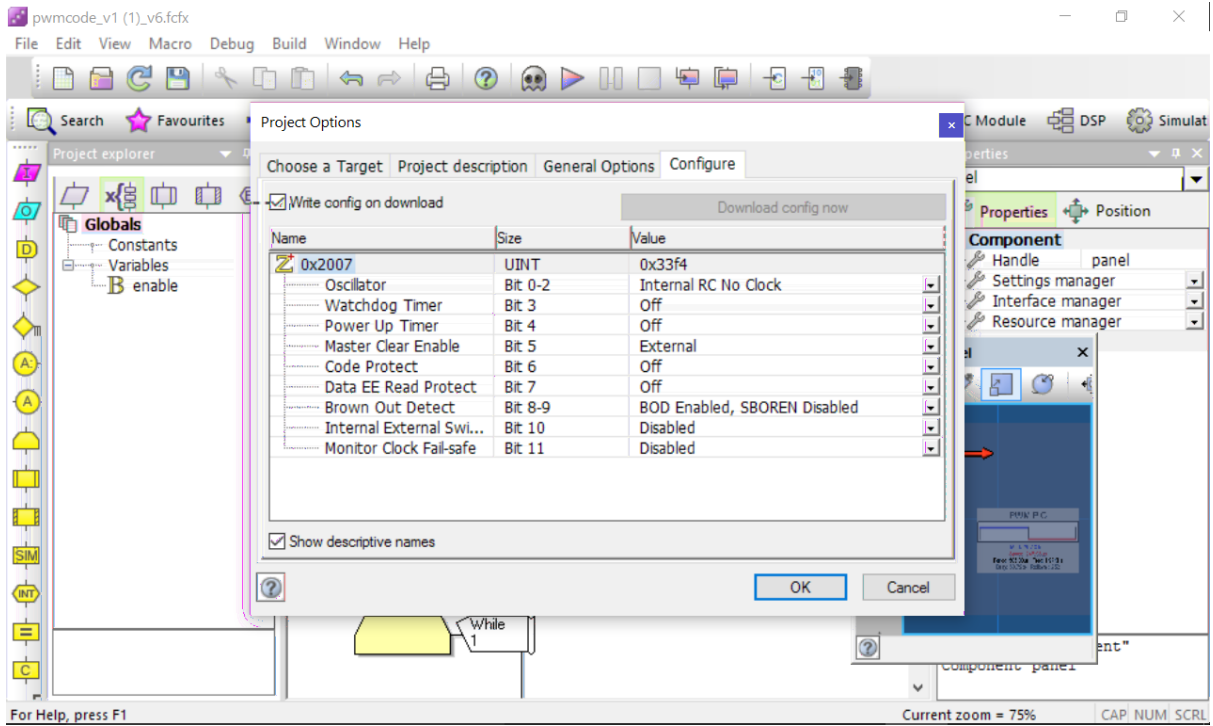 pwmcode_v1 (1)_v6.fcfx
File Edit View Macro Debug Build Window Help
Search Favourites C Module DSP Simulat
Project Options
Project explorer
perties
Choose a Target Project description General Options Configure
el
Write config on download Download config now
Properties Position
Globals
Constants
Variables
enable
Name Size Value
0x2007 UINT 0x33f4
Oscillator Bit 0-2 Internal RC No Clock
Watchdog Timer Bit 3 Off
Power Up Timer Bit 4 Off
Master Clear Enable Bit 5 External
Code Protect Bit 6 Off
Data EE Read Protect Bit 7 Off
Brown Out Detect Bit 8-9 BOD Enabled, SBOREN Disabled
Internal External Swi... Bit 10 Disabled
Monitor Clock Fail-safe Bit 11 Disabled
Show descriptive names
OK Cancel
Component
Handle panel
Settings manager
Interface manager
Resource manager
el
D
A:
A
SIM
INT
C
While
1
ent"
Component panel
For Help, press F1 Current zoom = 75% CAP NUM SCRL